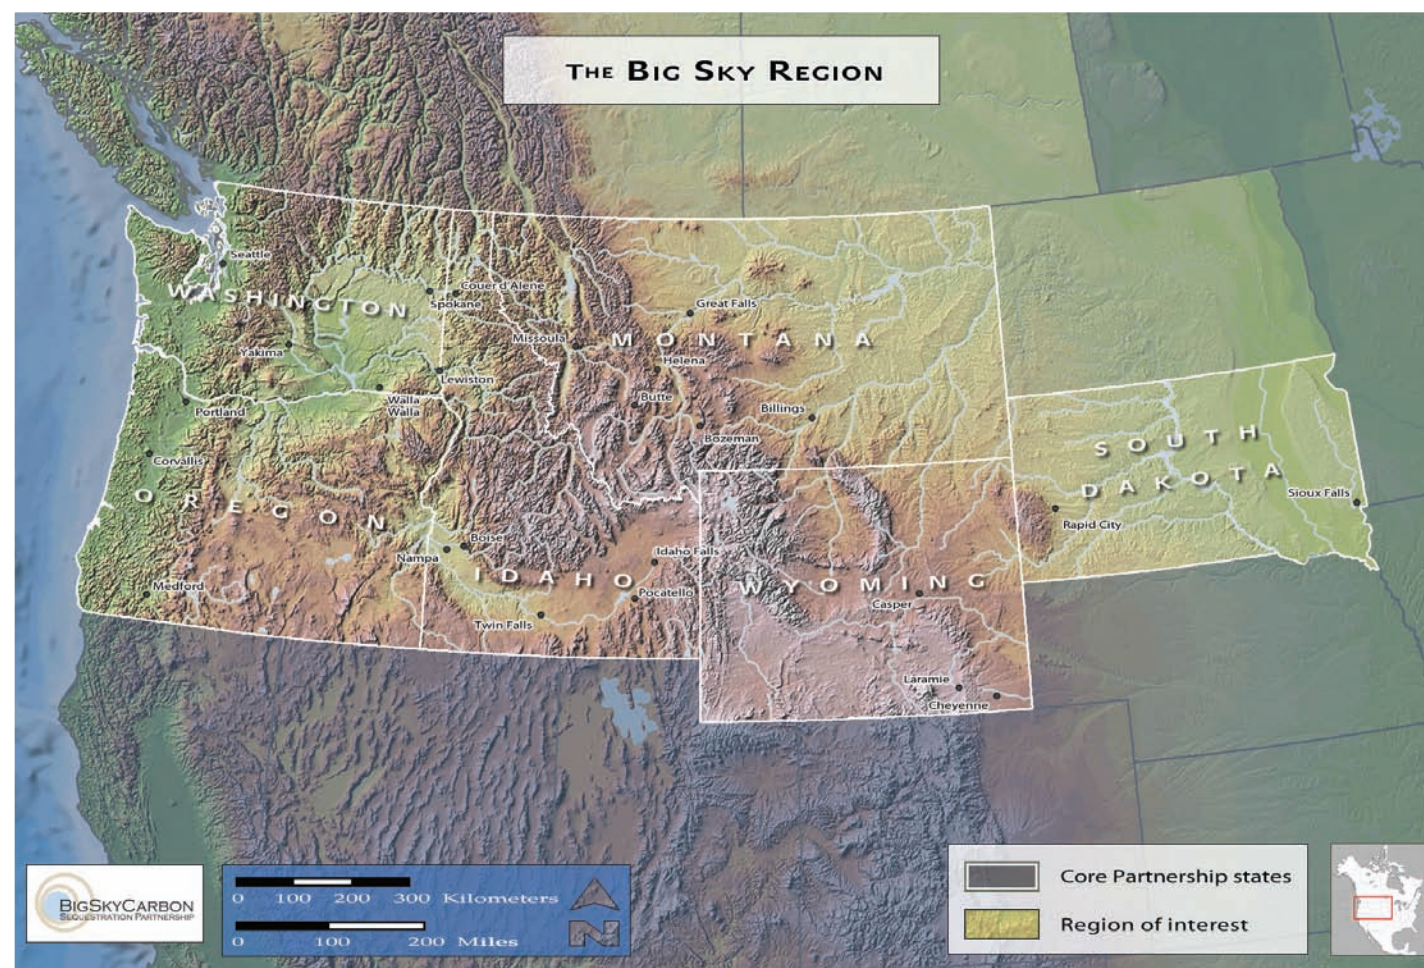 THE BIG SKY REGION
Seattle
WASHINGTON
Couer d'Alene
Spokane
Great Falls
Missoula
MONTANA
Yakima
Helena
Lewiston
Butte
Walla
Walla
Portland
Billings
Bozeman
SOUTH
DAKOTA
Corvallis
OREGON
Sioux Falls
Rapid City
Boise
Nampa
Idaho Falls
IDAHO
WYOMING
Medford
Pocatello
Casper
Twin Falls
Laramie
Cheyenne
BIGSKYCARBON
SEQUESTRATION PARTNERSHIP
0 100 200 300 Kilometers
0 100 200 Miles
N
Core Partnership states
Region of interest